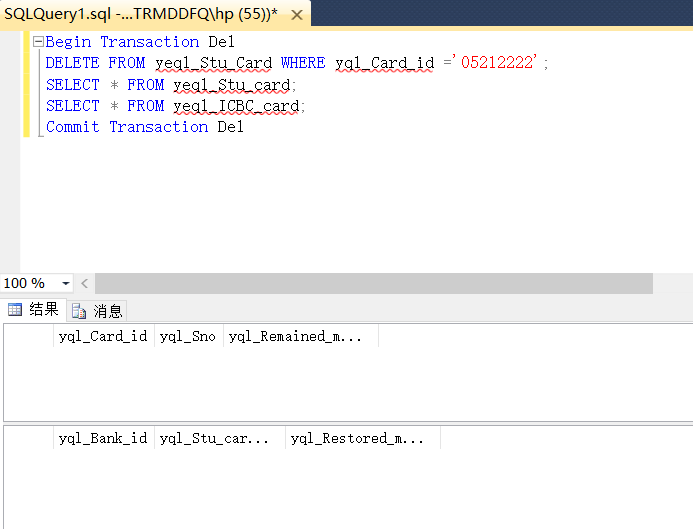 SQLQuery1.sql -...TRMDDFQ\hp (55))*
Begin Transaction Del
DELETE FROM yeql_Stu_Card WHERE yql_Card_id ='05212222';
SELECT * FROM yeql_Stu_card;
SELECT * FROM yeql_ICBC_card;
Commit Transaction Del
100 %
结果 消息
yql_Card_id yql_Sno yql_Remained_m...
yql_Bank_id yql_Stu_car... yql_Restored_m...